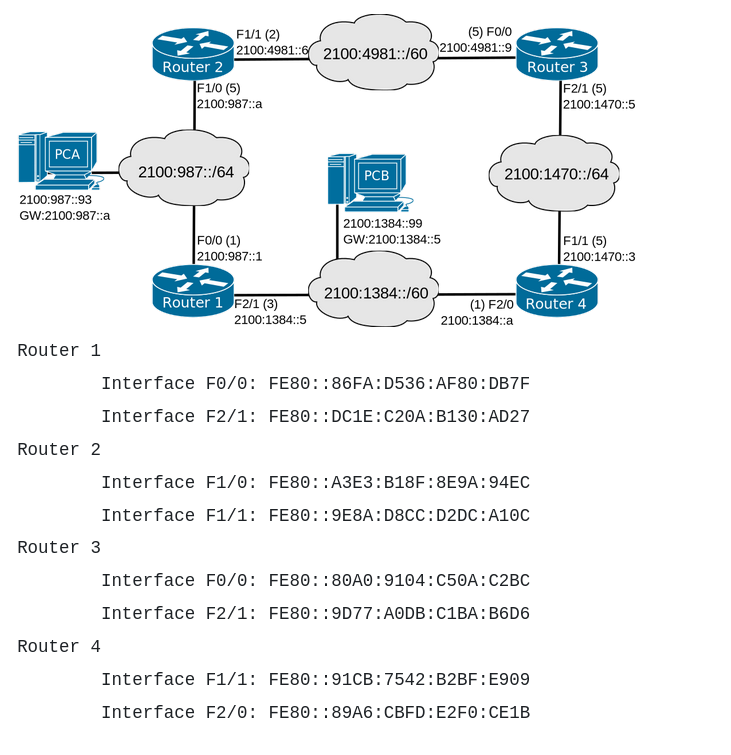 F1/1 (2)
2100:4981::6
2100:4981::/60
(5) F0/0
2100:4981::9
Router 2
Router 3
F1/0 (5)
2100:987::a
F2/1 (5)
2100:1470::5
PCA
2100:987::/64
PCB
2100:1470::/64
2100:987::93
GW:2100:987::a
2100:1384::99
GW:2100:1384::5
F0/0 (1)
2100:987::1
F1/1 (5)
2100:1470::3
Router 1
2100:1384::/60
Router 4
F2/1 (3)
2100:1384::5
(1) F2/0
2100:1384::a
Router 1
Interface F0/0: FE80::86FA:D536:AF80:DB7F
Interface F2/1: FE80::DC1E:C20A:B130:AD27
Router 2
Interface F1/0: FE80::A3E3:B18F:8E9A:94EC
Interface F1/1: FE80::9E8A:D8CC:D2DC:A10C
Router 3
Interface F0/0: FE80::80A0:9104:C50A:C2BC
Interface F2/1: FE80::9D77:A0DB:C1BA:B6D6
Router 4
Interface F1/1: FE80::91CB:7542:B2BF:E909
Interface F2/0: FE80::89A6:CBFD:E2F0:CE1B